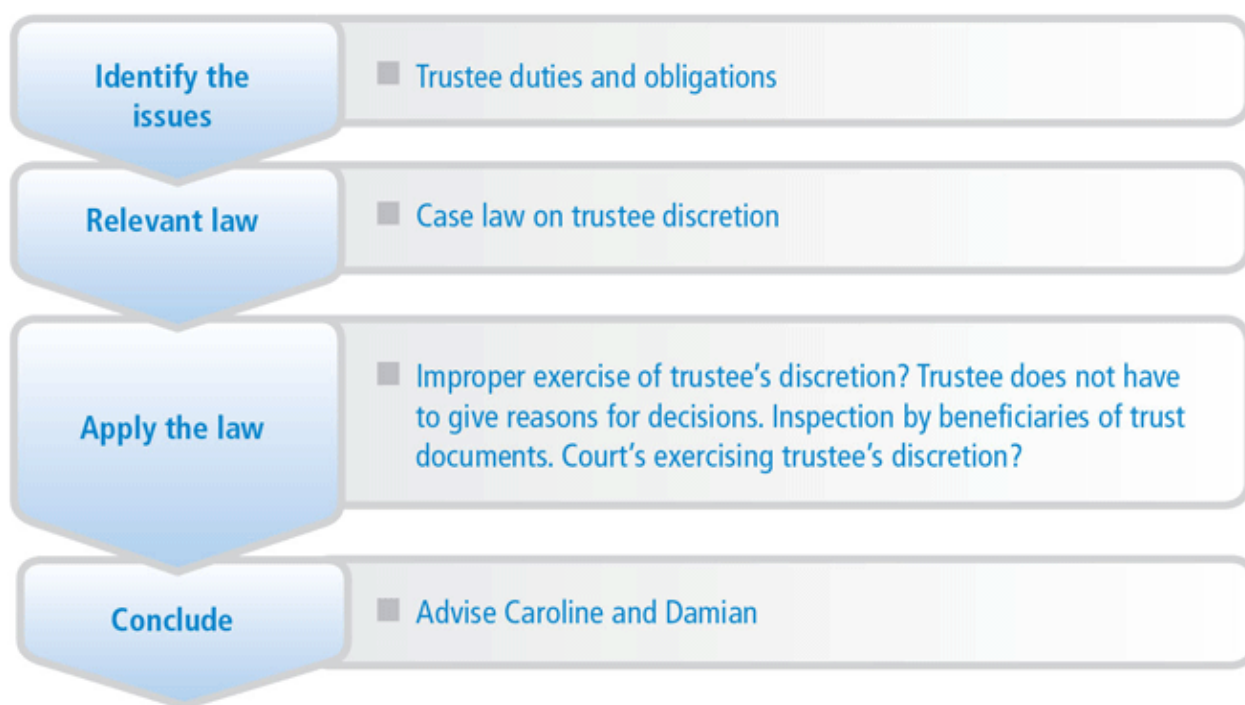 Identify the
issues
■ Trustee duties and obligations
Relevant law
■ Case law on trustee discretion
Apply the law
■ Improper exercise of trustee's discretion? Trustee does not have
to give reasons for decisions. Inspection by beneficiaries of trust
documents. Court's exercising trustee's discretion?
Conclude
■ Advise Caroline and Damian